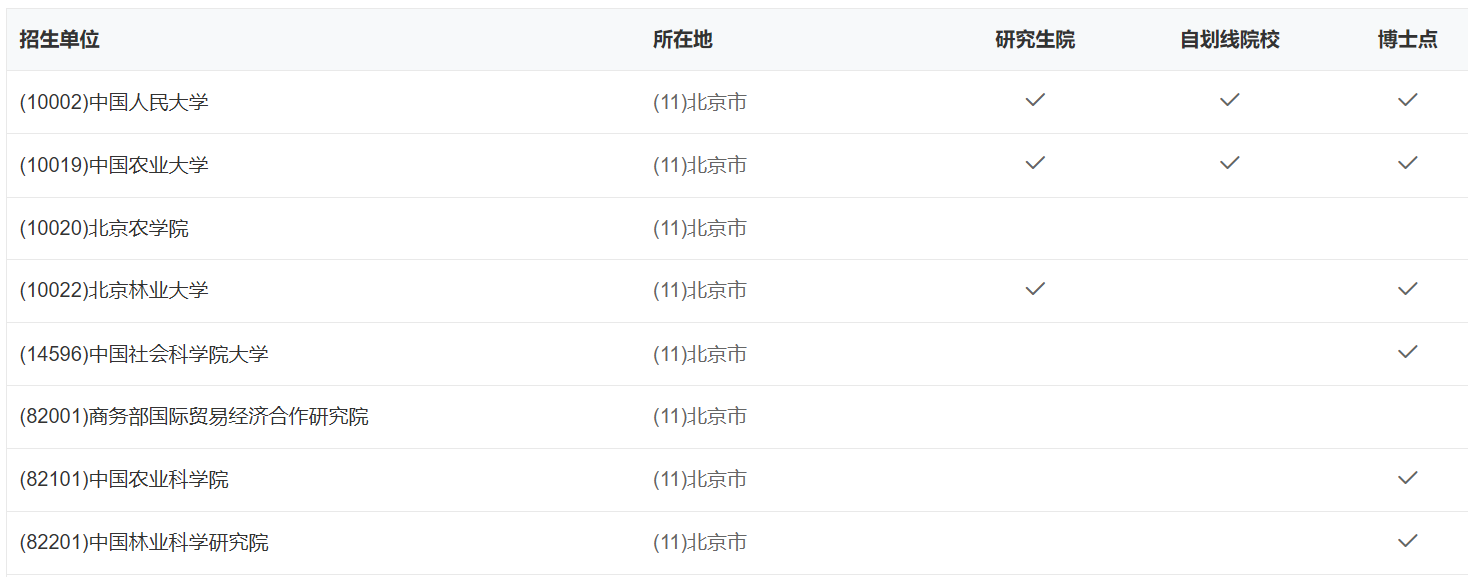 招生单位 所在地 研究生院 自划线院校 博士点
(10002)中国人民大学 (11)北京市 ✓ ✓ ✓
(10019)中国农业大学 (11)北京市 ✓ ✓ ✓
(10020)北京农学院 (11)北京市
(10022)北京林业大学 (11)北京市 ✓ ✓
(14596)中国社会科学院大学 (11)北京市 ✓
(82001)商务部国际贸易经济合作研究院 (11)北京市
(82101)中国农业科学院 (11)北京市 ✓
(82201)中国林业科学研究院 (11)北京市 ✓